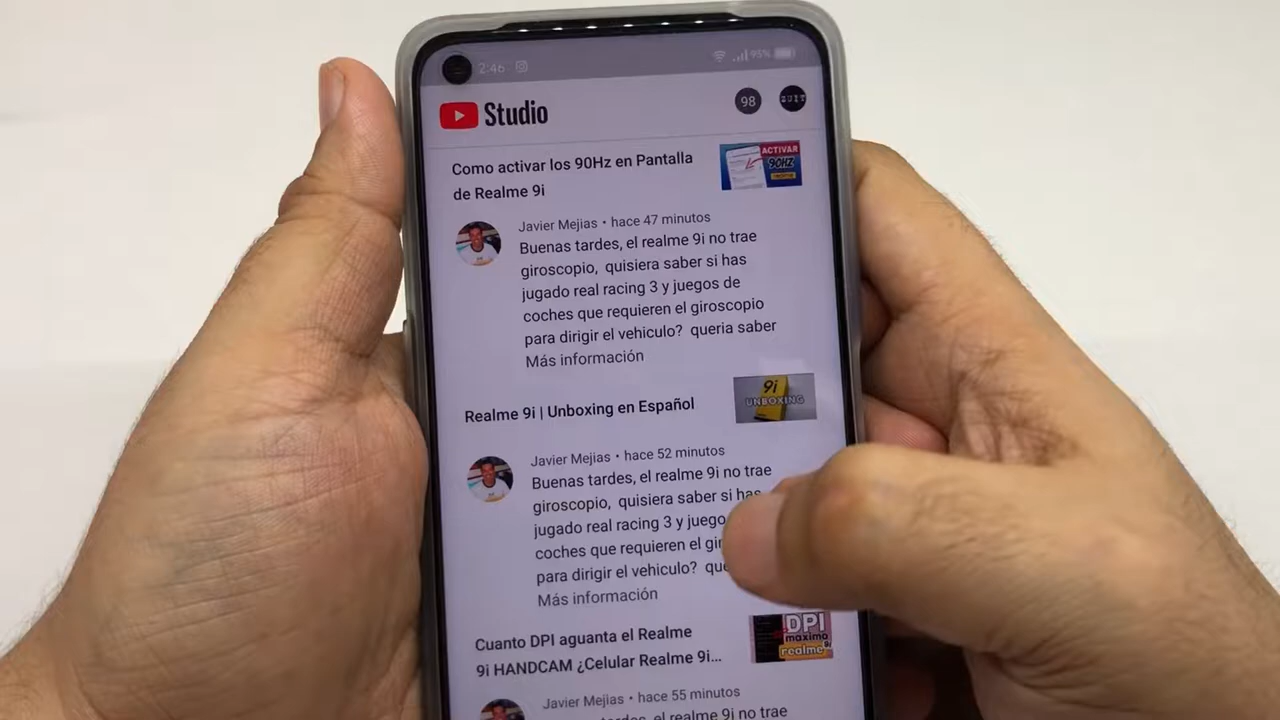 2:46
95%
Studio
98
Como activar los 90Hz en Pantalla
de Realme 9i
ACTIVAR
90HZ
Javier Mejias • hace 47 minutos
Buenas tardes, el realme 9i no trae
giroscopio, quisiera saber si has
jugado real racing 3 y juegos de
coches que requieren el giroscopio
para dirigir el vehiculo? queria saber
Más información
Realme 9i | Unboxing en Español
9i
UNBOXING
Javier Mejias • hace 52 minutos
Buenas tardes, el realme 9i no trae
giroscopio, quisiera saber si has
jugado real racing 3 y juego
coches que requieren el gir
para dirigir el vehiculo? que
Más información
Cuanto DPI aguanta el Realme
9i HANDCAM ¿Celular Realme 9i...
DPI
maximo
realme
Javier Mejias • hace 55 minutos
tardes, el realme 9i no trae